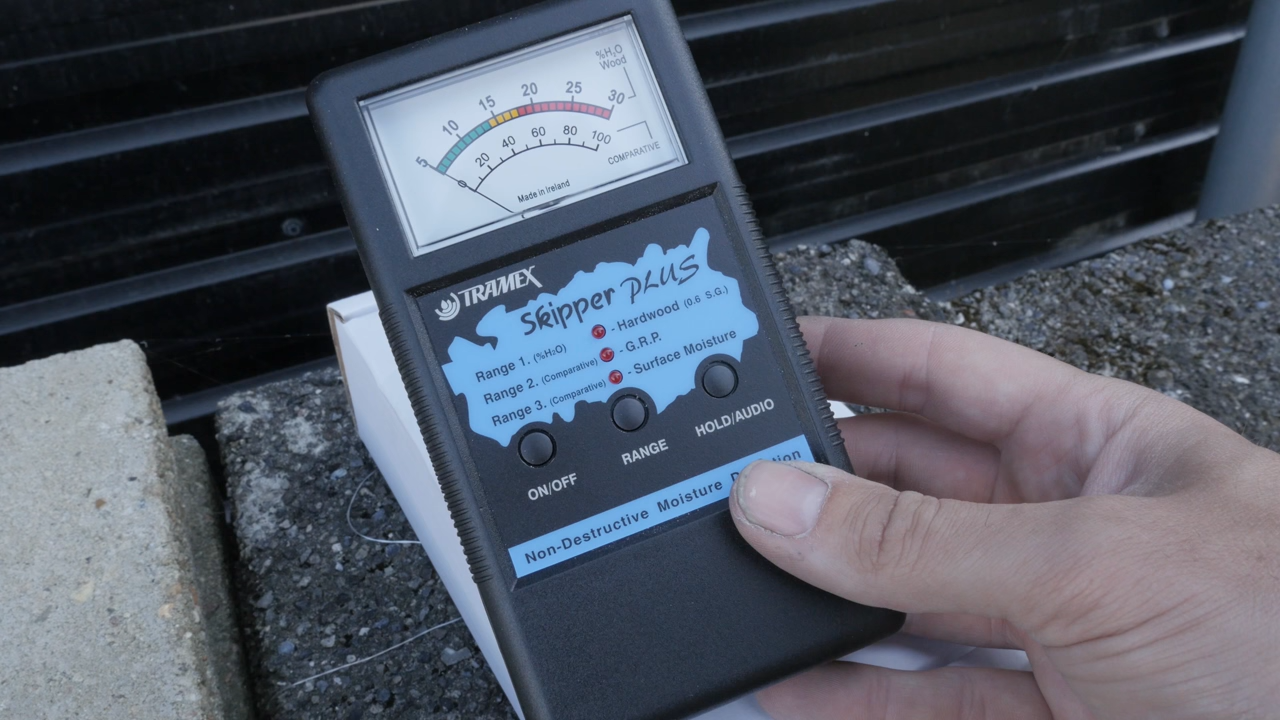 %H₂O
Wood
5 10 15 20 25 30
0 20 40 60 80 100
COMPARATIVE
Made in Ireland
TRAMEX
Skipper PLUS
Range 1. (%H₂O) - Hardwood (0.6 S.G.)
Range 2. (Comparative) - G.R.P.
Range 3. (Comparative) - Surface Moisture
ON/OFF RANGE HOLD/AUDIO
Non-Destructive Moisture